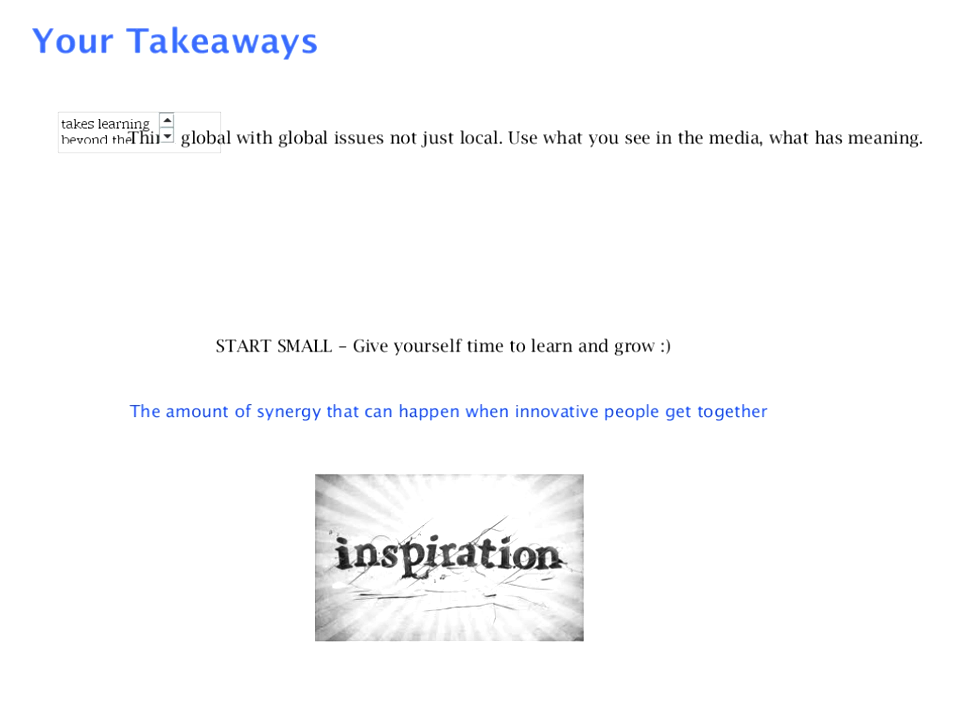 Your Takeaways
takes learning
beyond the
Think global with global issues not just local. Use what you see in the media, what has meaning.
START SMALL – Give yourself time to learn and grow :)
The amount of synergy that can happen when innovative people get together
inspiration